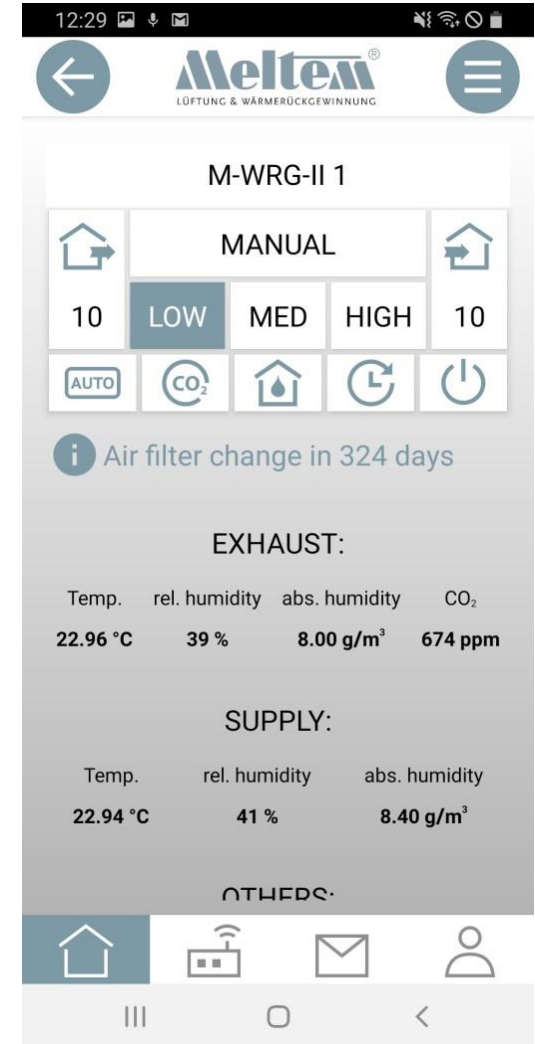 12:29
Meltem®
LÜFTUNG & WÄRMERÜCKGEWINNUNG
M-WRG-II 1
MANUAL
10 LOW MED HIGH 10
AUTO CO₂
i Air filter change in 324 days
EXHAUST:
Temp. rel. humidity abs. humidity CO₂
22.96 °C 39 % 8.00 g/m³ 674 ppm
SUPPLY:
Temp. rel. humidity abs. humidity
22.94 °C 41 % 8.40 g/m³
OTHERS: